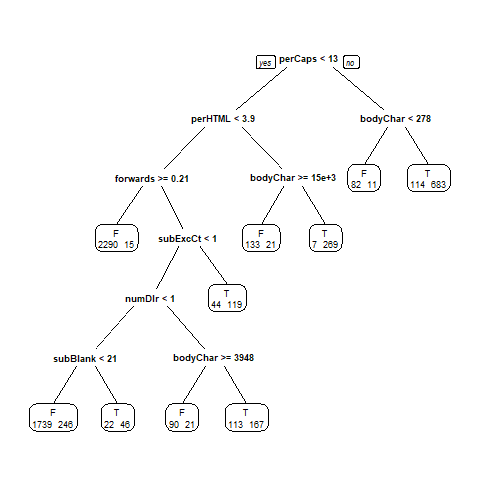 yes perCaps < 13 no
perHTML < 3.9 bodyChar < 278
forwards >= 0.21 bodyChar >= 15e+3
F
82 11
T
114 683
F
2290 15
subExcCt < 1
F
133 21
T
7 269
numDlr < 1
T
44 119
subBlank < 21 bodyChar >= 3948
F
1739 246
T
22 46
F
90 21
T
113 167